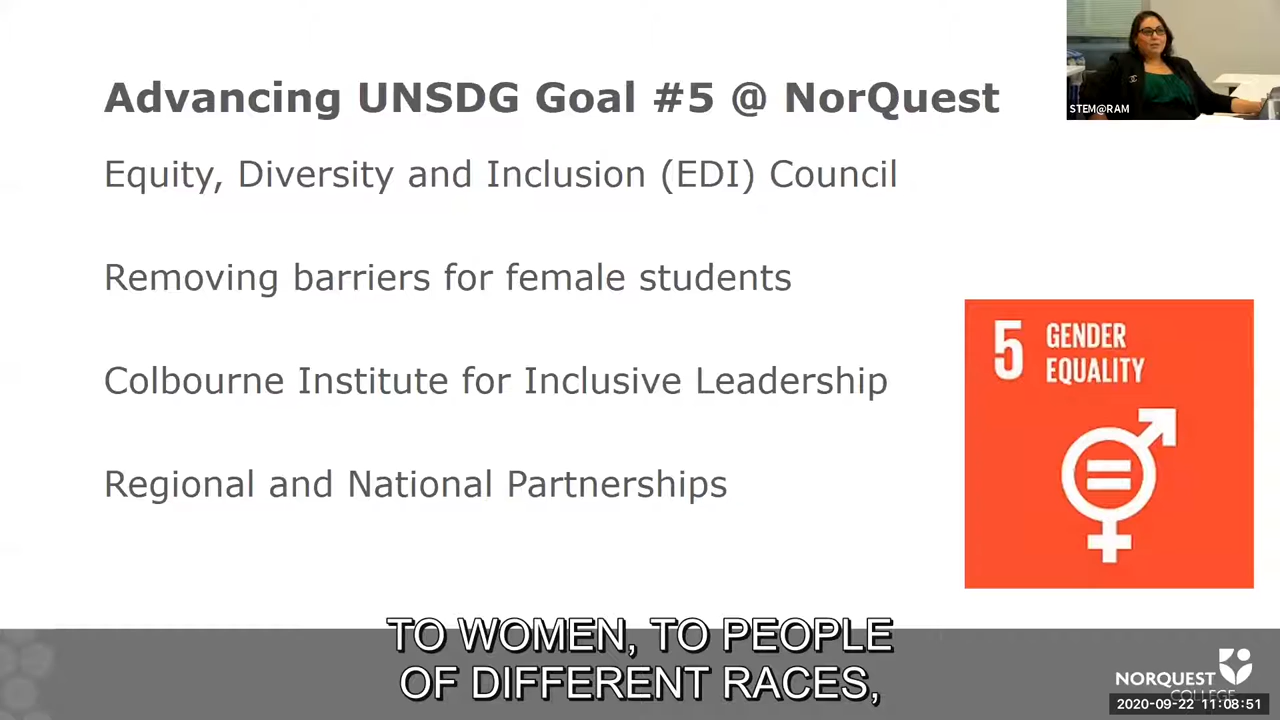 Advancing UNSDG Goal #5 @ NorQuest
STEM@RAM
Equity, Diversity and Inclusion (EDI) Council
Removing barriers for female students
Colbourne Institute for Inclusive Leadership
Regional and National Partnerships
5 GENDER
EQUALITY
TO WOMEN, TO PEOPLE
OF DIFFERENT RACES,
NORQUEST
COLLEGE
2020-09-22 11:08:51